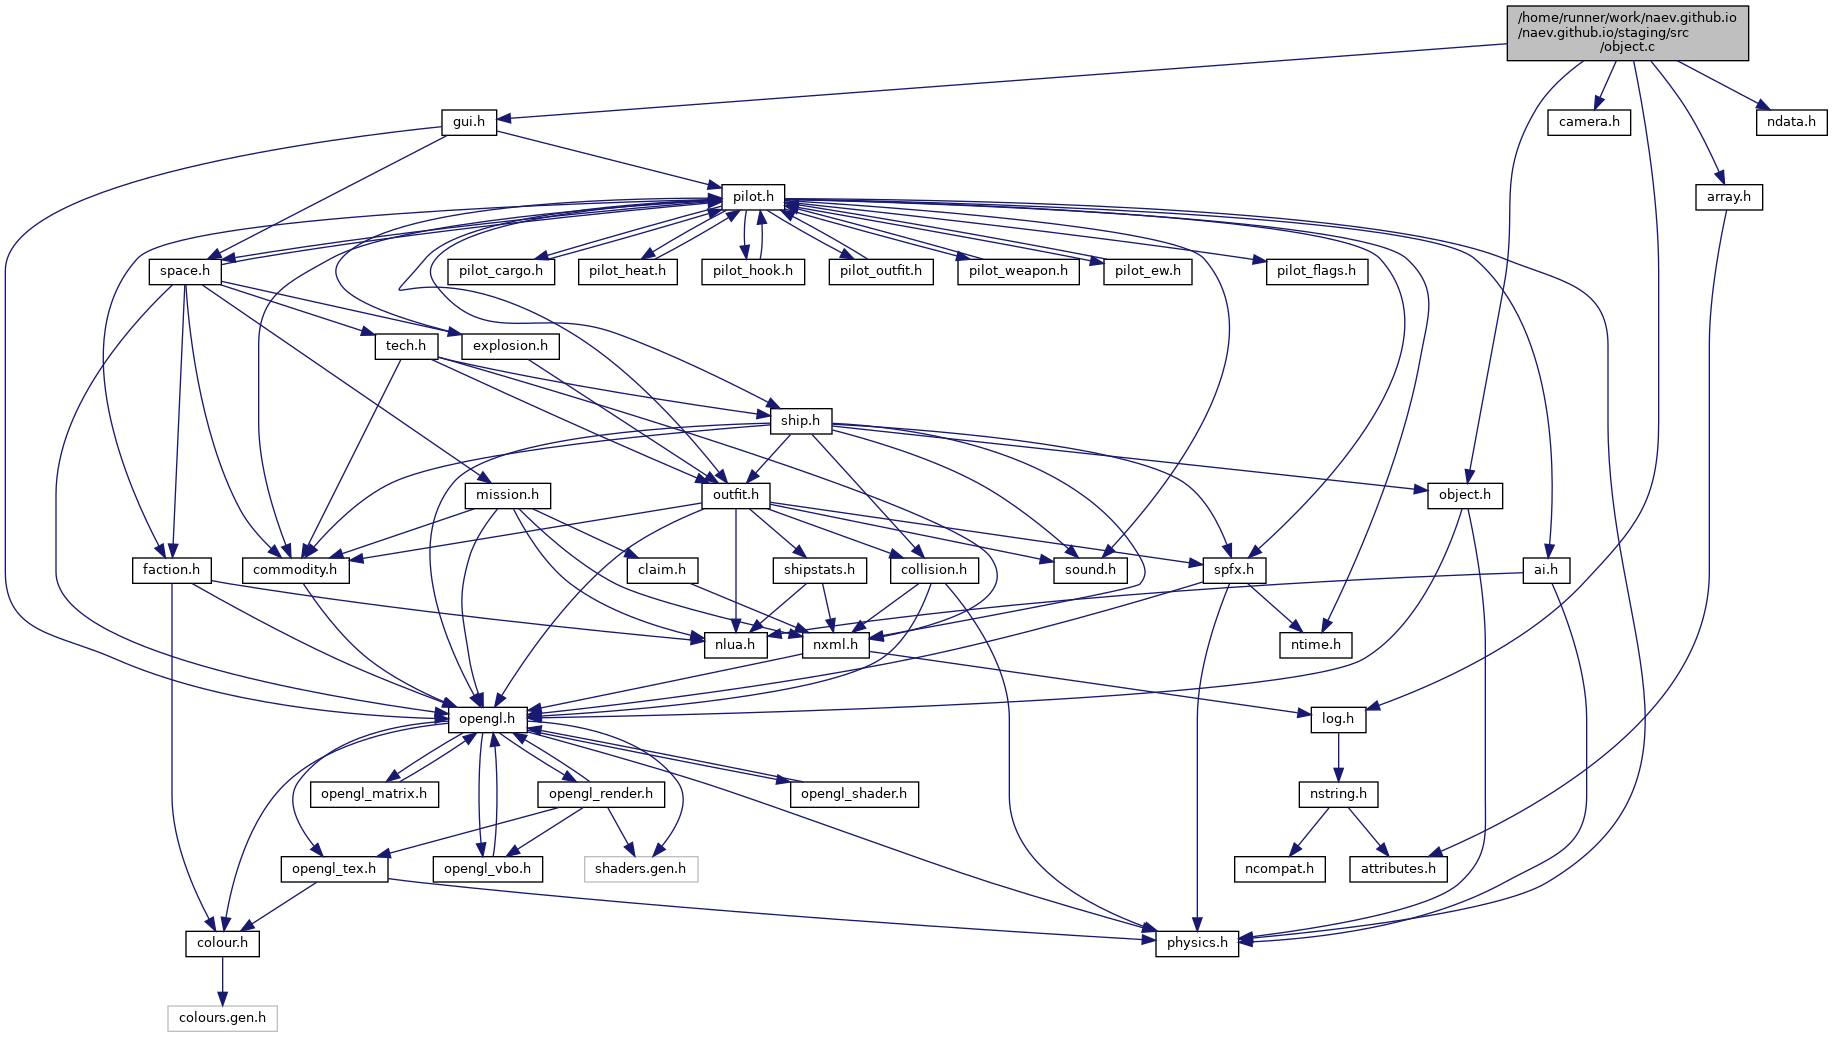 /home/runner/work/naev.github.io
/naev.github.io/staging/src
/object.c
gui.h
camera.h
ndata.h
pilot.h
array.h
space.h
pilot_cargo.h
pilot_heat.h
pilot_hook.h
pilot_outfit.h
pilot_weapon.h
pilot_ew.h
pilot_flags.h
tech.h
explosion.h
ship.h
mission.h
outfit.h
object.h
faction.h
commodity.h
claim.h
shipstats.h
collision.h
sound.h
spfx.h
ai.h
nlua.h
nxml.h
ntime.h
opengl.h
log.h
opengl_matrix.h
opengl_render.h
opengl_shader.h
nstring.h
opengl_tex.h
opengl_vbo.h
shaders.gen.h
ncompat.h
attributes.h
colour.h
physics.h
colours.gen.h